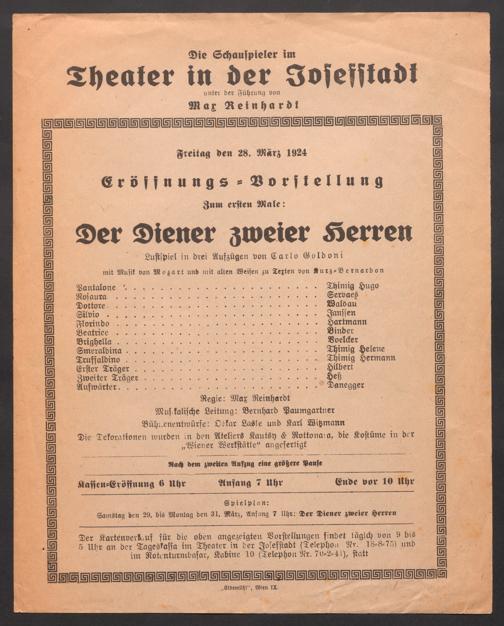 Die Schauspieler im
Theater in der Josefstadt
unter der Führung von
Max Reinhardt
Freitag den 28. März 1924
Eröffnungs-Vorstellung
Zum ersten Male:
Der Diener zweier Herren
Lustspiel in drei Aufzügen von Carlo Goldoni
mit Musik von Mozart und mit alten Weisen zu Texten von Kurz-Bernardon
Pantalone Thimig Hugo
Rosaura Servaes
Dottore Waldau
Silvio Janssen
Florindo Hartmann
Beatrice Binder
Brighella Voelcker
Smeraldina Thimig Helene
Truffaldino Thimig Hermann
Erster Träger Hilbert
Zweiter Träger Heß
Aufwärter Danegger
Regie: Max Reinhardt
Musikalische Leitung: Bernhard Paumgartner
Bühnenentwürfe: Oskar Laske und Karl Witzmann
Die Dekorationen wurden in den Ateliers Kautsky & Rottonara, die Kostüme in der
„Wiener Werkstätte" angefertigt
Nach dem zweiten Aufzug eine größere Pause
Kassen-Eröffnung 6 Uhr Anfang 7 Uhr Ende vor 10 Uhr
Spielplan:
Samstag den 29. bis Montag den 31. März, Anfang 7 Uhr: Der Diener zweier Herren
Der Kartenverkauf für die oben angezeigten Vorstellungen findet täglich von 9 bis
5 Uhr an der Tageskassa im Theater in der Josefstadt (Telephon Nr. 18-8-75) und
im Rotenturmbasar, Kabine 10 (Telephon Nr. 70-2-41), statt
„Elbemühl", Wien IX.